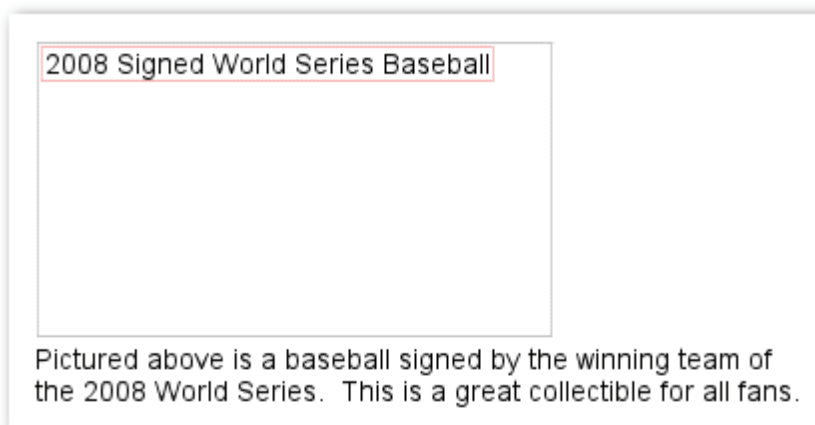 2008 Signed World Series Baseball
Pictured above is a baseball signed by the winning team of
the 2008 World Series.  This is a great collectible for all fans.